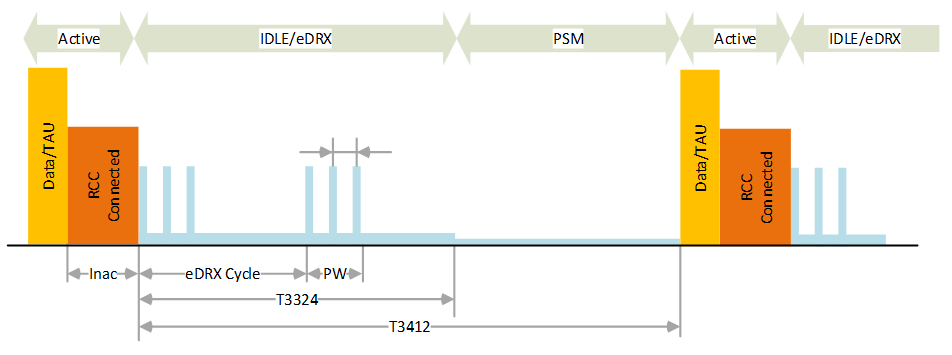 Active
IDLE/eDRX
PSM
Active
IDLE/eDRX
Data/TAU
RCC
Connected
Data/TAU
RCC
Connected
Inac
eDRX Cycle
PW
T3324
T3412